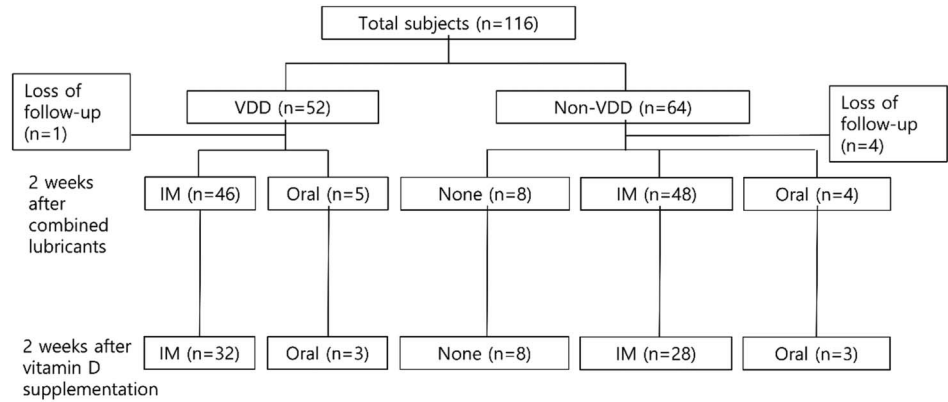 Total subjects (n=116)
Loss of
follow-up
(n=1)
VDD (n=52)
Non-VDD (n=64)
Loss of
follow-up
(n=4)
2 weeks
after
combined
lubricants
IM (n=46)
Oral (n=5)
None (n=8)
IM (n=48)
Oral (n=4)
2 weeks after
vitamin D
supplementation
IM (n=32)
Oral (n=3)
None (n=8)
IM (n=28)
Oral (n=3)